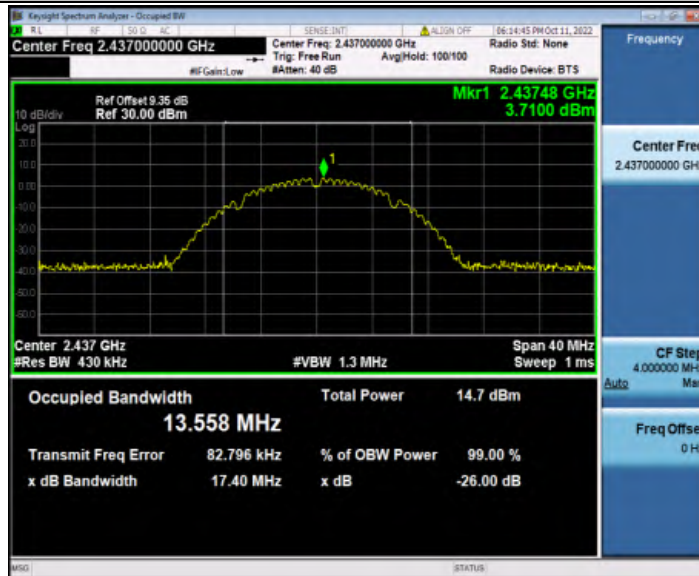 Keysight Spectrum Analyzer - Occupied BW
RL RF 50 Ω AC SENSE:INT ALIGN OFF 06:14:45 PM Oct 11, 2022
Center Freq 2.437000000 GHz
Center Freq: 2.437000000 GHz
Radio Std: None
Trig: Free Run Avg|Hold: 100/100
#IFGain:Low #Atten: 40 dB Radio Device: BTS
Frequency
Mkr1 2.43748 GHz
3.7100 dBm
Ref Offset 9.35 dB
10 dB/div Ref 30.00 dBm
Log
20.0
10.0
0.00
-10.0
-20.0
-30.0
-40.0
-50.0
-60.0
1
Center 2.437 GHz Span 40 MHz
#Res BW 430 kHz #VBW 1.3 MHz Sweep 1 ms
Occupied Bandwidth Total Power 14.7 dBm
13.558 MHz
Transmit Freq Error 82.796 kHz % of OBW Power 99.00 %
x dB Bandwidth 17.40 MHz x dB -26.00 dB
Center Fre
2.437000000 GH
CF Step
4.000000 MH
Auto Ma
Freq Offse
0 H
MSG STATUS